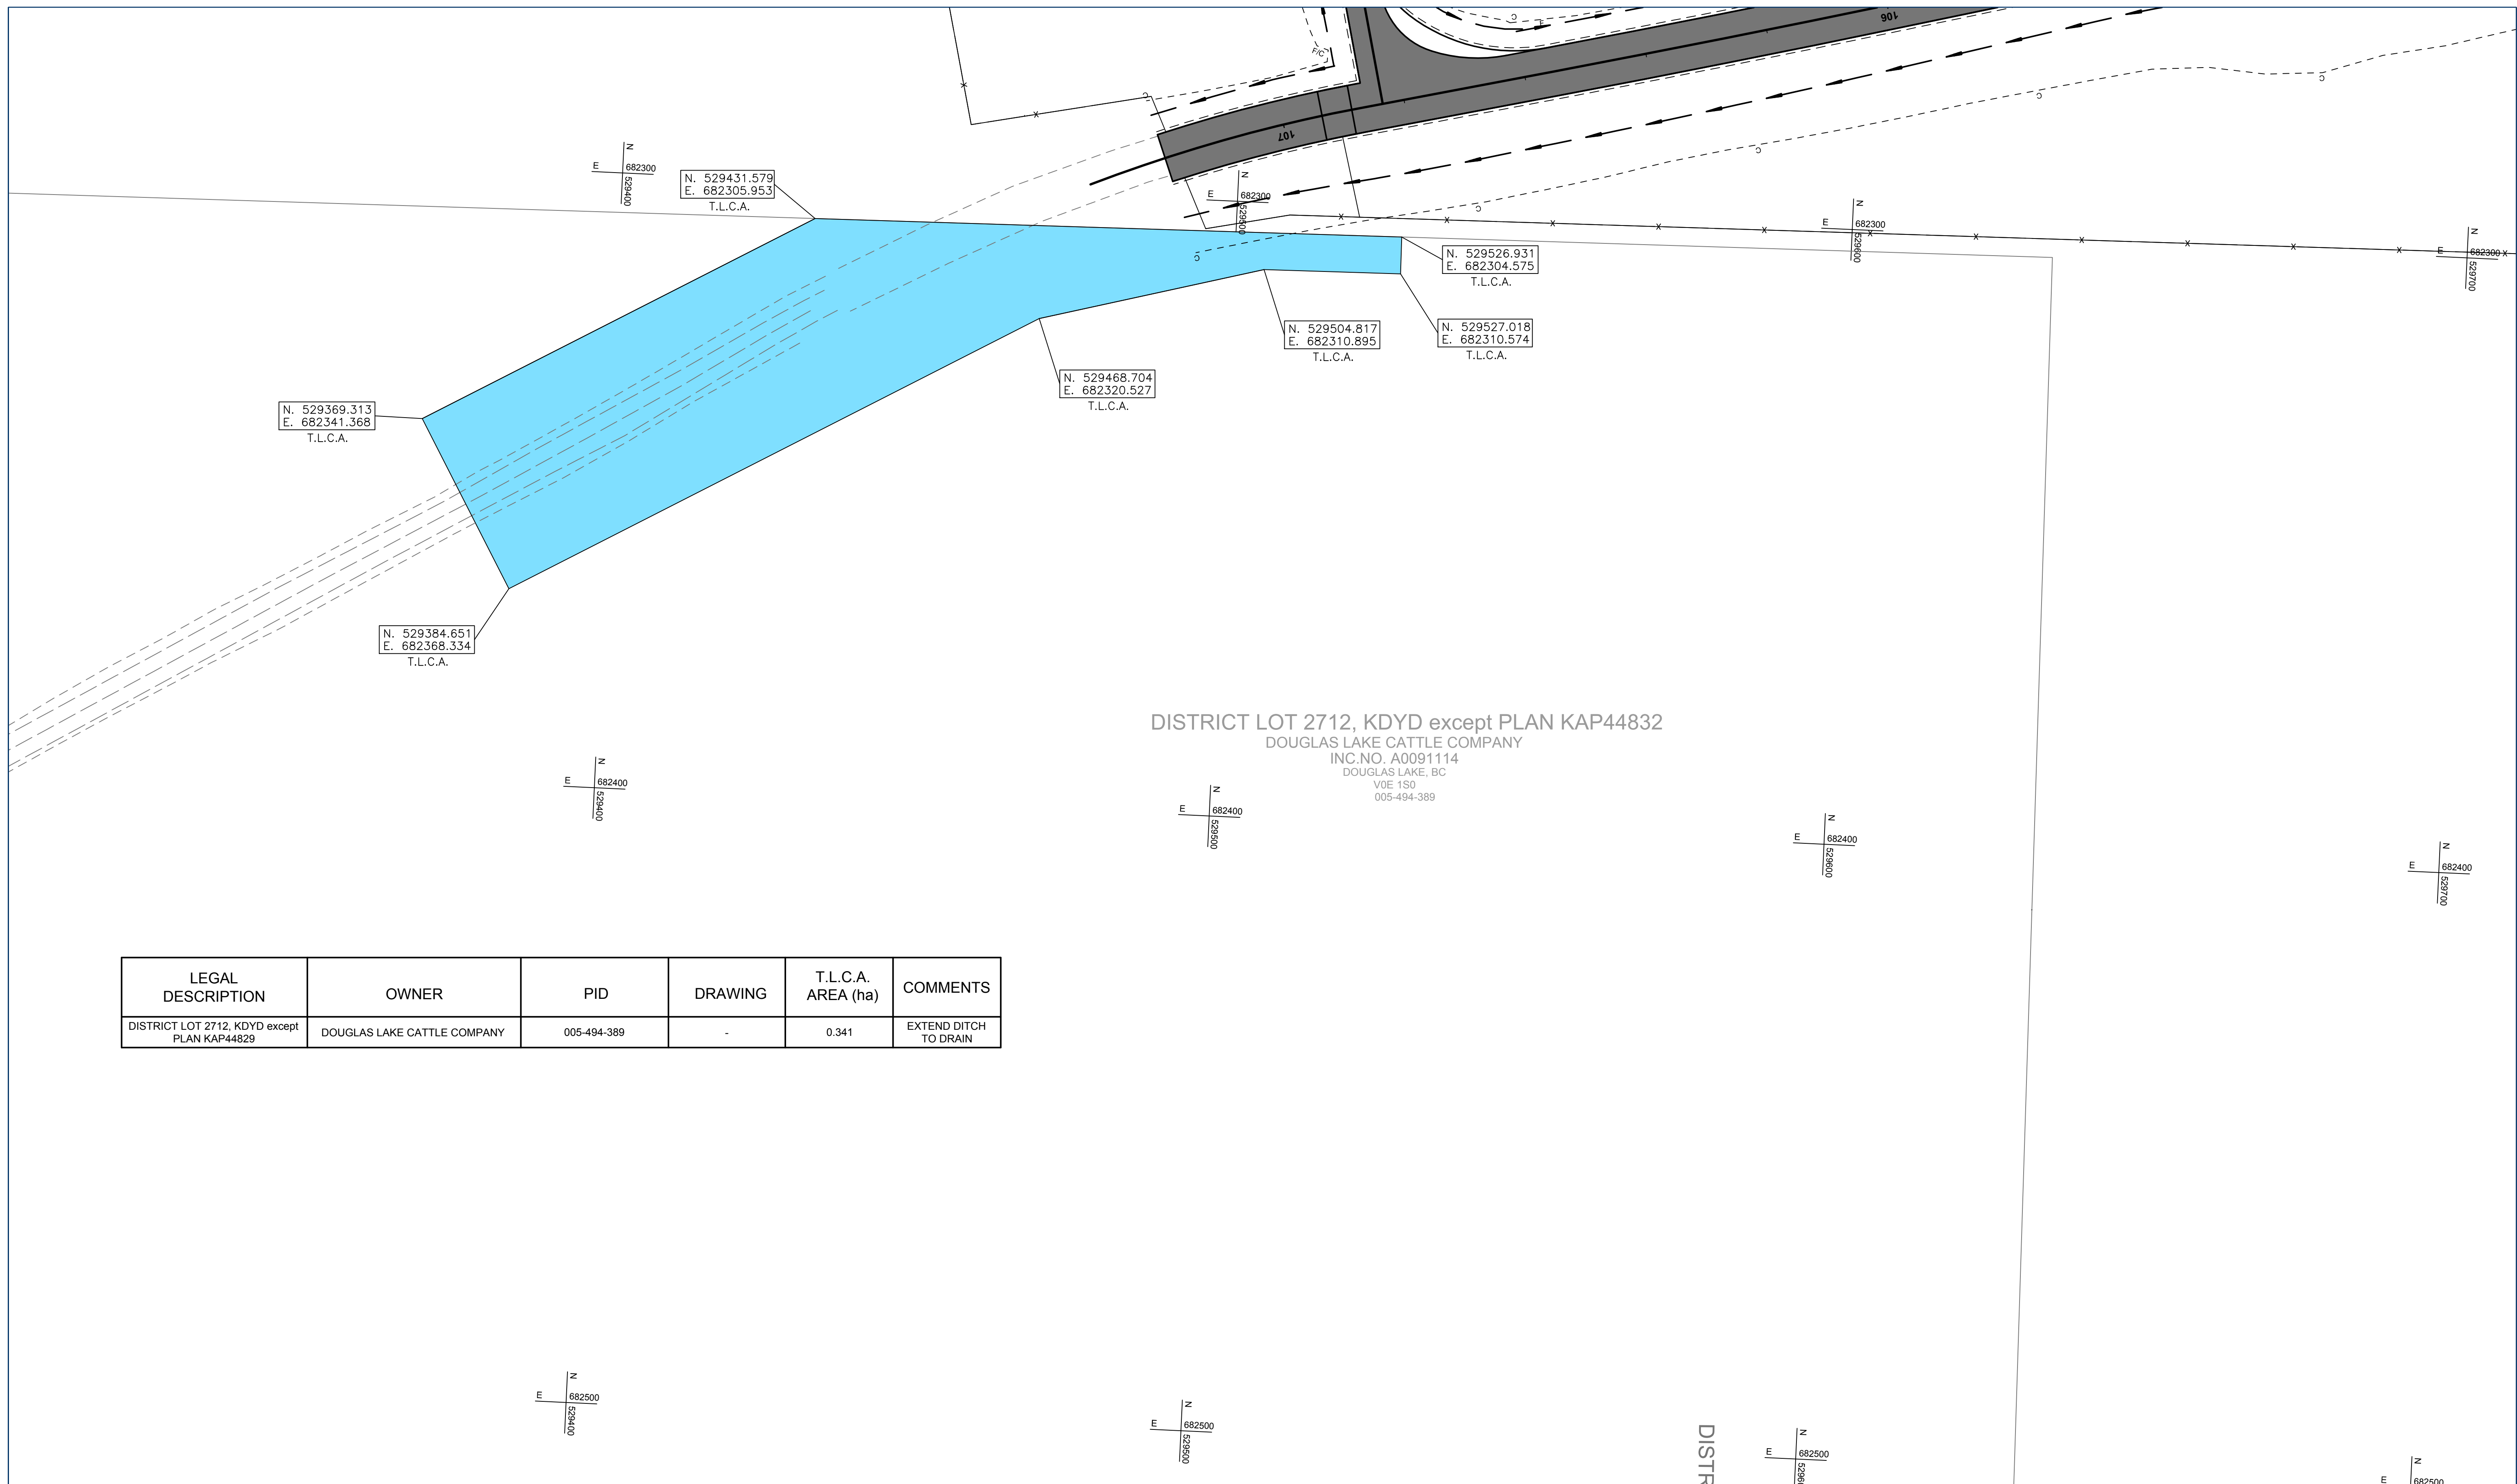 C
F
106
F/C
C
107
C
C
C
C
C
X
X
N
E 682300
529400
N. 529431.579
E. 682305.953
T.L.C.A.
N
E 682300
529500
X X X X X X X X X X X X
N
E 682300
529600
N
E 682300
529700
N. 529526.931
E. 682304.575
T.L.C.A.
N. 529504.817
E. 682310.895
T.L.C.A.
N. 529527.018
E. 682310.574
T.L.C.A.
N. 529468.704
E. 682320.527
T.L.C.A.
N. 529369.313
E. 682341.368
T.L.C.A.
N. 529384.651
E. 682368.334
T.L.C.A.
DISTRICT LOT 2712, KDYD except PLAN KAP44832
DOUGLAS LAKE CATTLE COMPANY
INC.NO. A0091114
DOUGLAS LAKE, BC
V0E 1S0
005-494-389
N
E 682400
529400
N
E 682400
529500
N
E 682400
529600
N
E 682400
529700
LEGAL DESCRIPTION OWNER PID DRAWING T.L.C.A. AREA (ha) COMMENTS
DISTRICT LOT 2712, KDYD except PLAN KAP44829 DOUGLAS LAKE CATTLE COMPANY 005-494-389 - 0.341 EXTEND DITCH TO DRAIN
N
E 682500
529400
N
E 682500
529500
DISTR
N
E 682500
N
E 682500